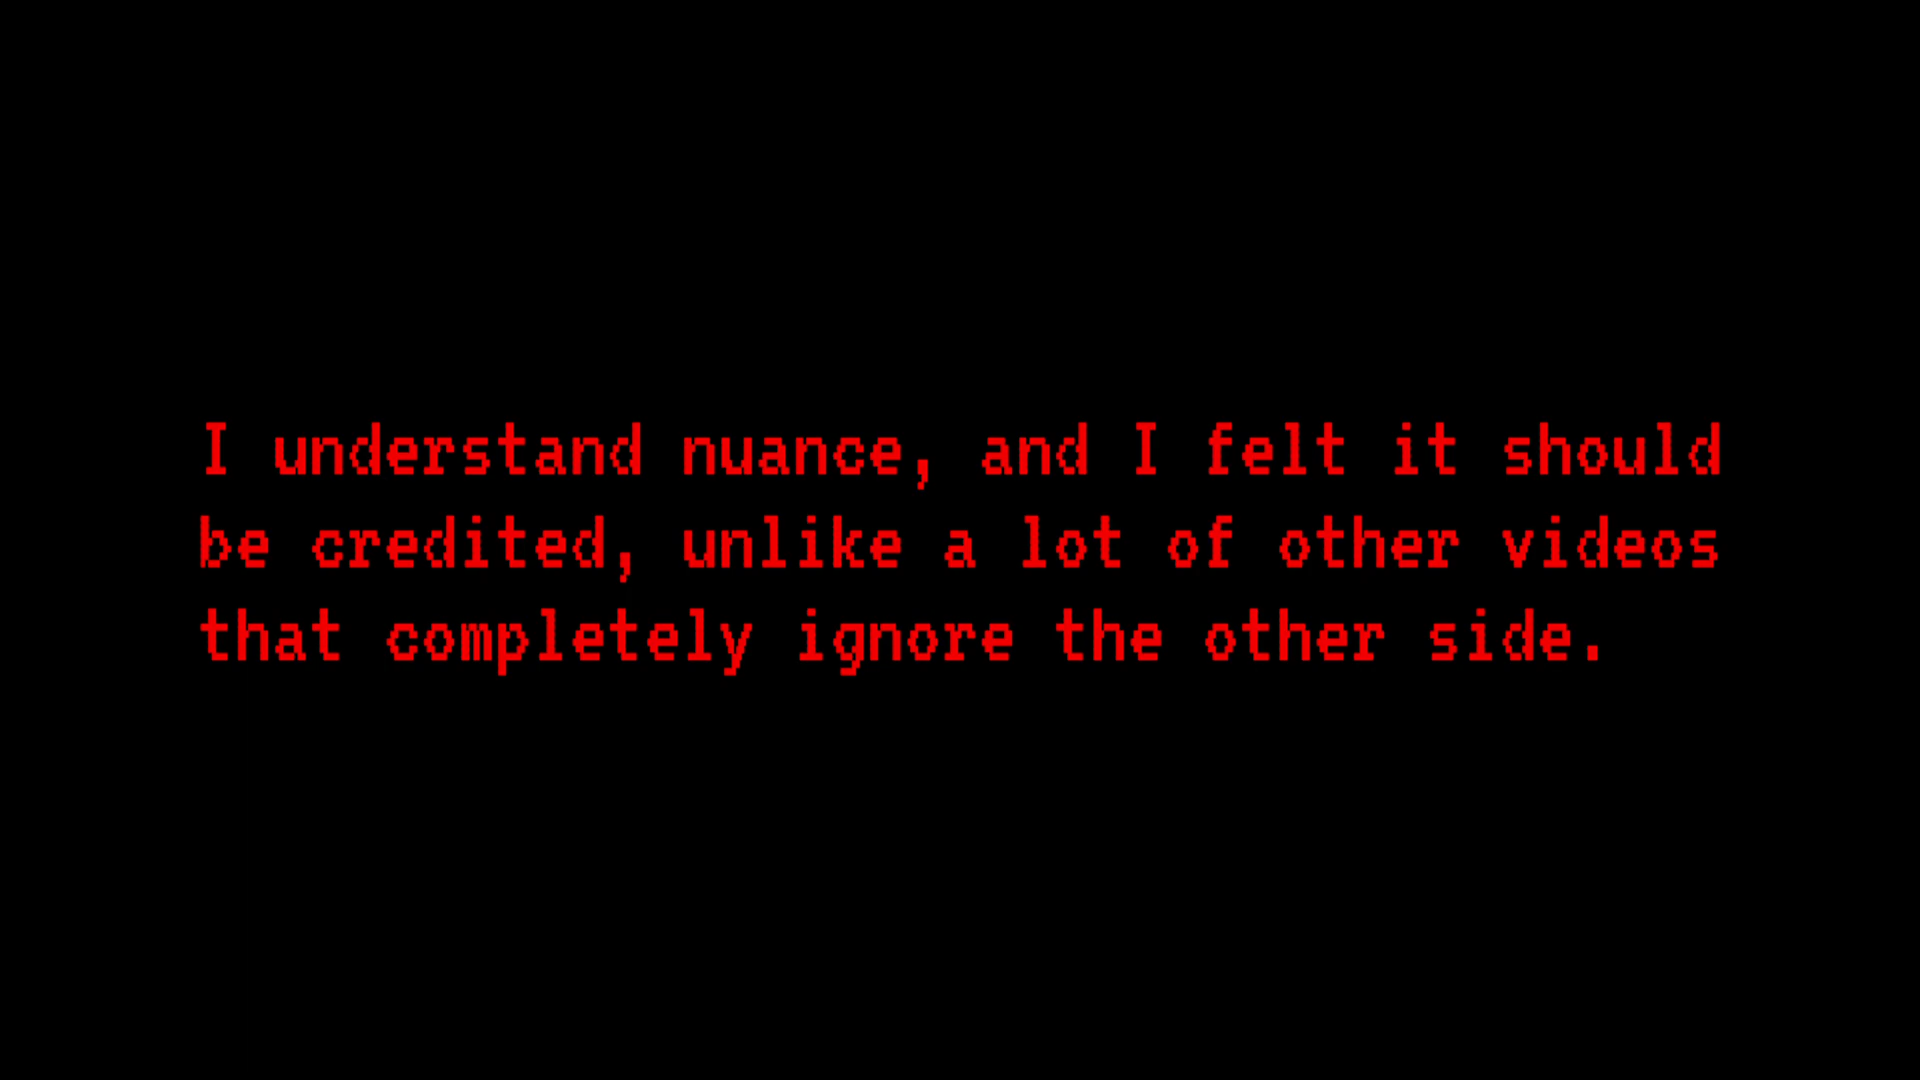 I understand nuance, and I felt it should
be credited, unlike a lot of other videos
that completely ignore the other side.